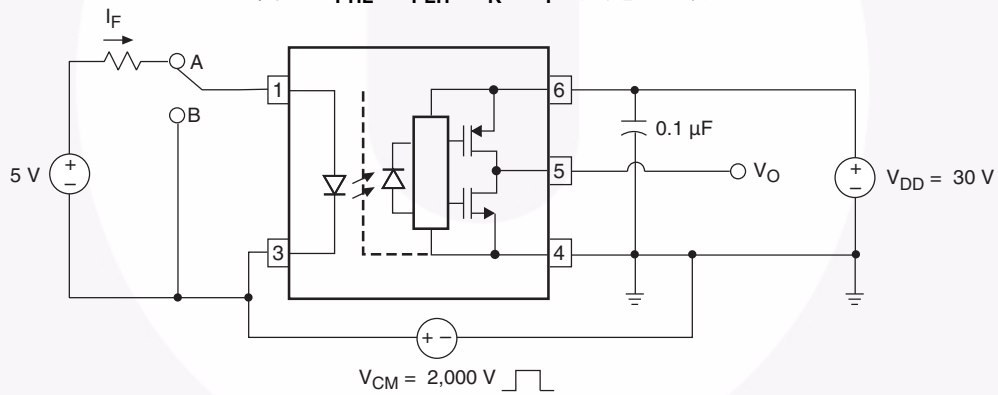 I_F
A
B
5 V
+
−
1
3
6
5
4
0.1 µF
V_O
+
−
V_DD = 30 V
+ −
V_CM = 2,000 V